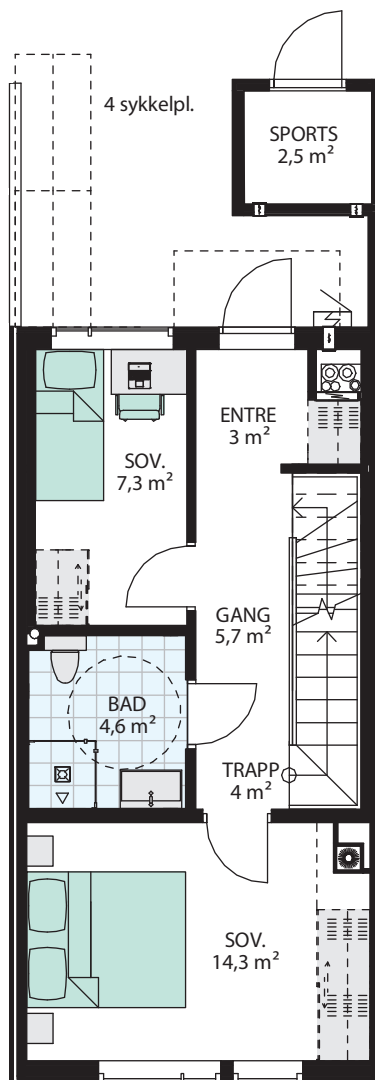 4 sykkelpl.
SPORTS
2,5 m²
ENTRE
3 m²
SOV.
7,3 m²
GANG
5,7 m²
BAD
4,6 m²
TRAPP
4 m²
SOV.
14,3 m²